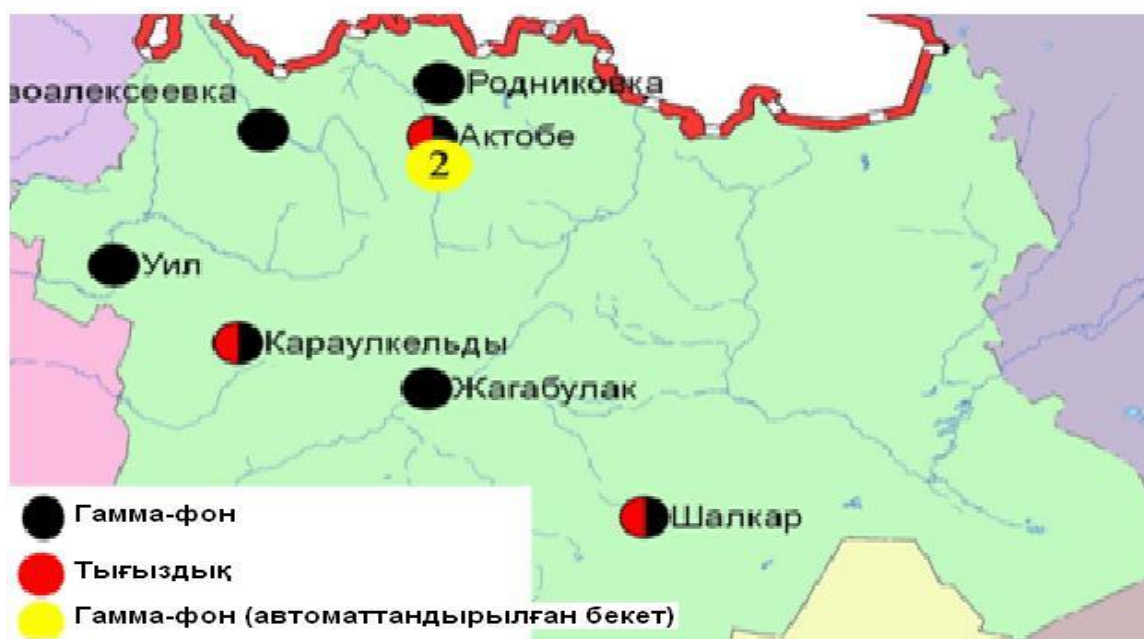 Родниковка
воалексеевка
Актобе
2
Уил
Караулкельды
Жагабулак
Шалкар
Гамма-фон
Тығыздық
Гамма-фон (автоматтандырылған бекет)